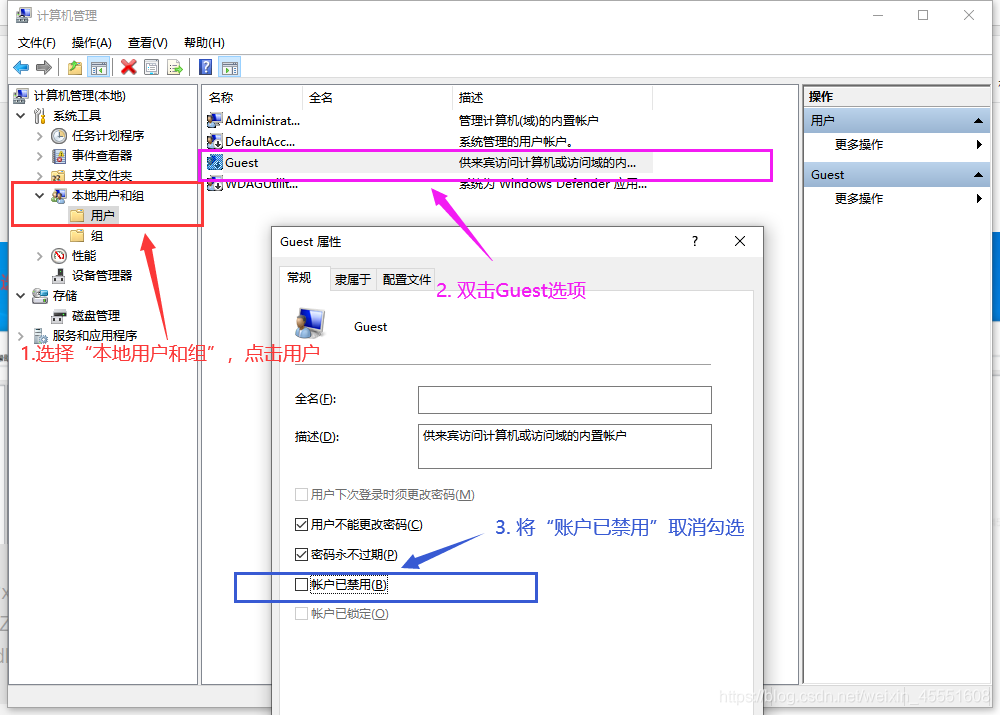 计算机管理
文件(F) 操作(A) 查看(V) 帮助(H)
计算机管理(本地)
系统工具
任务计划程序
事件查看器
共享文件夹
本地用户和组
用户
组
性能
设备管理器
存储
磁盘管理
服务和应用程序
1.选择“本地用户和组”，点击用户
名称 全名 描述
Administrat... 管理计算机(域)的内置帐户
DefaultAcc... 系统管理的用户帐户。
Guest 供来宾访问计算机或访问域的内...
WDAGUtilit... 系统为 Windows Defender 应用...
2. 双击Guest选项
Guest 属性
常规 隶属于 配置文件
Guest
全名(F):
描述(D): 供来宾访问计算机或访问域的内置帐户
用户下次登录时须更改密码(M)
用户不能更改密码(C)
密码永不过期(P)
帐户已禁用(B)
帐户已锁定(O)
3. 将“账户已禁用”取消勾选
操作
用户
更多操作
Guest
更多操作
https://blog.csdn.net/weixin_45551608